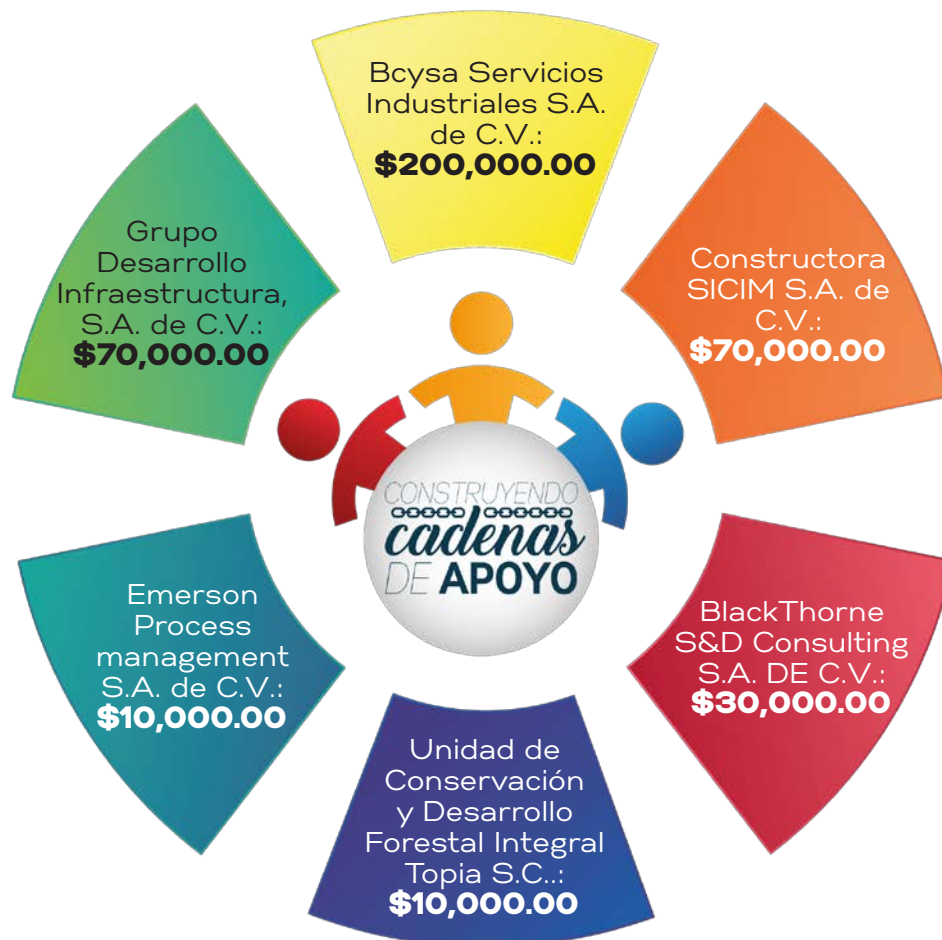 Bcysa Servicios
Industriales S.A.
de C.V.:
$200,000.00
Constructora
SICIM S.A. de
C.V.:
$70,000.00
BlackThorne
S&D Consulting
S.A. DE C.V.:
$30,000.00
Unidad de
Conservación
y Desarrollo
Forestal Integral
Topia S.C..:
$10,000.00
Emerson
Process
management
S.A. de C.V.:
$10,000.00
Grupo
Desarrollo
Infraestructura,
S.A. de C.V.:
$70,000.00
CONSTRUYENDO
cadenas
DE APOYO